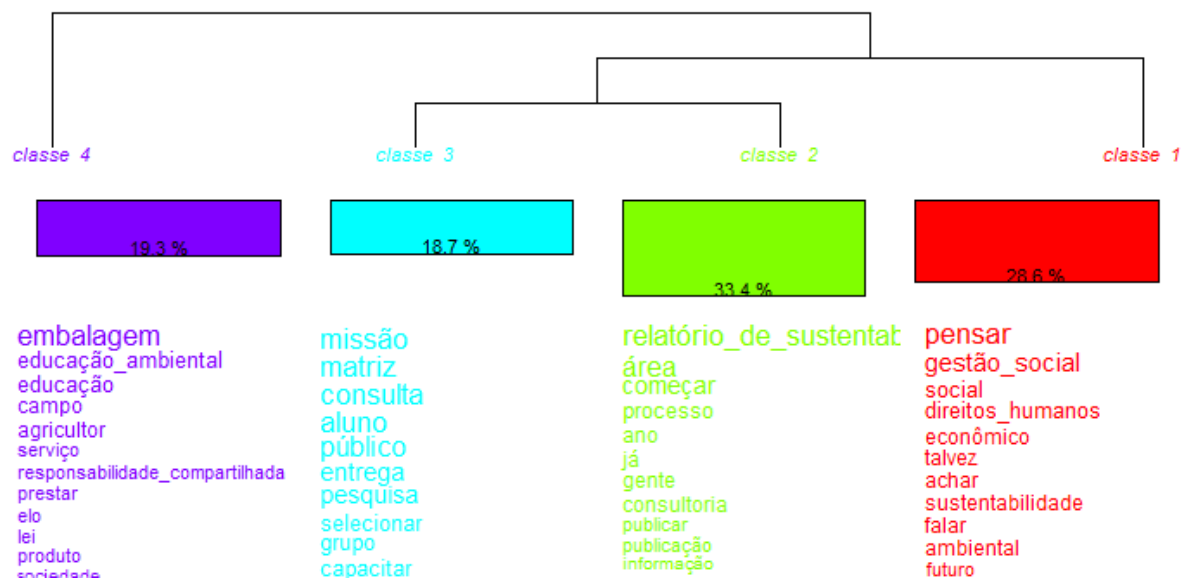 classe 4
classe 3
classe 2
classe 1
19.3 %
18.7 %
33.4 %
28.6 %
embalagem
educação_ambiental
educação
campo
agricultor
serviço
responsabilidade_compartilhada
prestar
elo
lei
produto
sociedade
missão
matriz
consulta
aluno
público
entrega
pesquisa
selecionar
grupo
capacitar
relatório_de_sustentat
área
começar
processo
ano
já
gente
consultoria
publicar
publicação
informação
pensar
gestão_social
social
direitos_humanos
econômico
talvez
achar
sustentabilidade
falar
ambiental
futuro